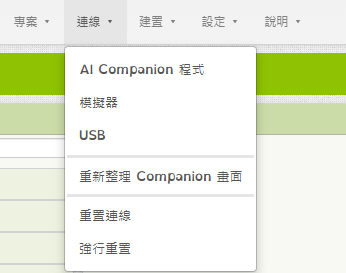 專案 連線 建置 設定 說明
AI Companion 程式
模擬器
USB
重新整理 Companion 畫面
重置連線
強行重置